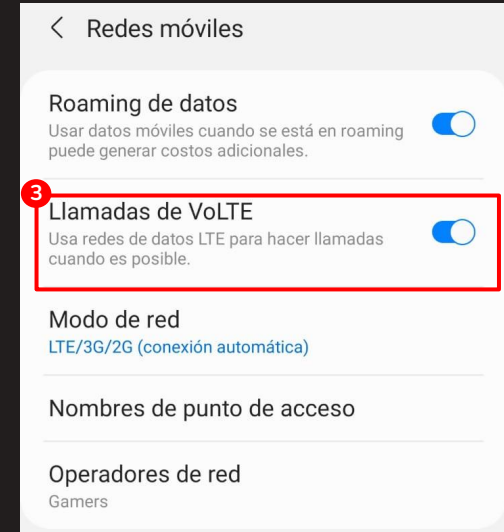 Redes móviles
Roaming de datos
Usar datos móviles cuando se está en roaming
puede generar costos adicionales.
3
Llamadas de VoLTE
Usa redes de datos LTE para hacer llamadas
cuando es posible.
Modo de red
LTE/3G/2G (conexión automática)
Nombres de punto de acceso
Operadores de red
Gamers